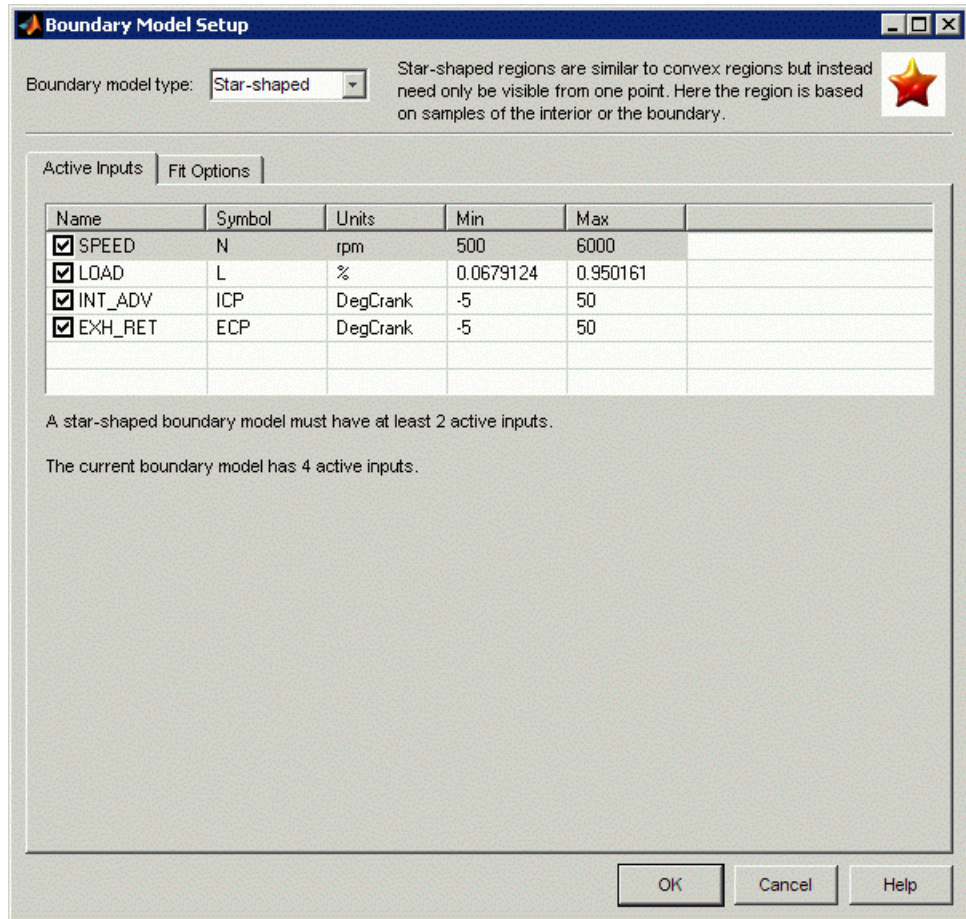 Boundary Model Setup
Boundary model type: Star-shaped
Star-shaped regions are similar to convex regions but instead
need only be visible from one point. Here the region is based
on samples of the interior or the boundary.
Active Inputs Fit Options
Name Symbol Units Min Max
SPEED N rpm 500 6000
LOAD L % 0.0679124 0.950161
INT_ADV ICP DegCrank -5 50
EXH_RET ECP DegCrank -5 50
A star-shaped boundary model must have at least 2 active inputs.
The current boundary model has 4 active inputs.
OK Cancel Help